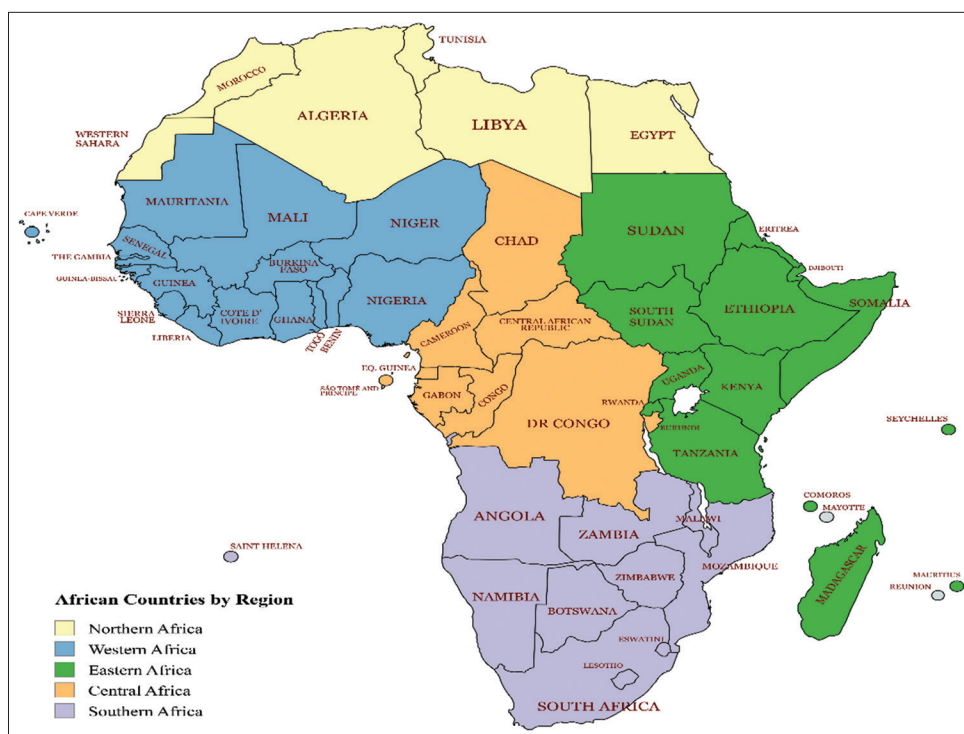 TUNISIA
MOROCCO
ALGERIA
LIBYA
EGYPT
WESTERN
SAHARA
MAURITANIA
MALI
NIGER
CAPE VERDE
CHAD
SUDAN
ERITREA
SENEGAL
THE GAMBIA
BURKINA
FASO
DJIBOUTI
GUINEA-BISSAU
GUINEA
NIGERIA
ETHIOPIA
SOMALIA
SIERRA
LEONE
COTE D'
IVOIRE
GHANA
SOUTH
SUDAN
CENTRAL AFRICAN
REPUBLIC
LIBERIA
TOGO
BENIN
CAMEROON
EQ. GUINEA
SÃO TOMÉ AND
PRINCIPL
GABON
CONGO
UGANDA
KENYA
RWANDA
DR CONGO
BURUNDI
SEYCHELLES
TANZANIA
COMOROS
MAYOTTE
ANGOLA
MALAWI
ZAMBIA
SAINT HELENA
MOZAMBIQUE
MADAGASCAR
MAURITIUS
REUNION
ZIMBABWE
NAMIBIA
BOTSWANA
ESWATINI
LESOTHO
SOUTH AFRICA
African Countries by Region
Northern Africa
Western Africa
Eastern Africa
Central Africa
Southern Africa